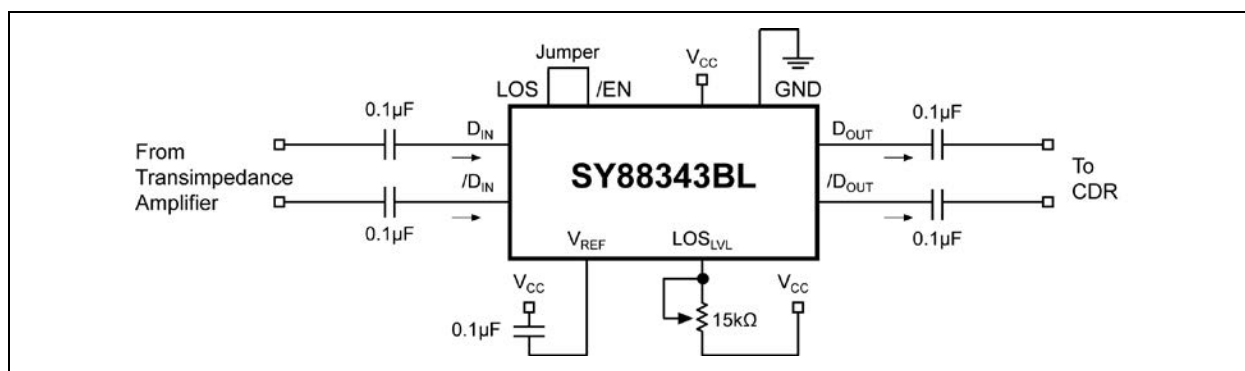 Jumper
V_CC
LOS
/EN
GND
0.1µF
D_IN
D_OUT
0.1µF
From
Transimpedance
Amplifier
SY88343BL
To
CDR
/D_IN
/D_OUT
0.1µF
V_REF
LOS_LVL
0.1µF
V_CC
V_CC
0.1µF
15kΩ